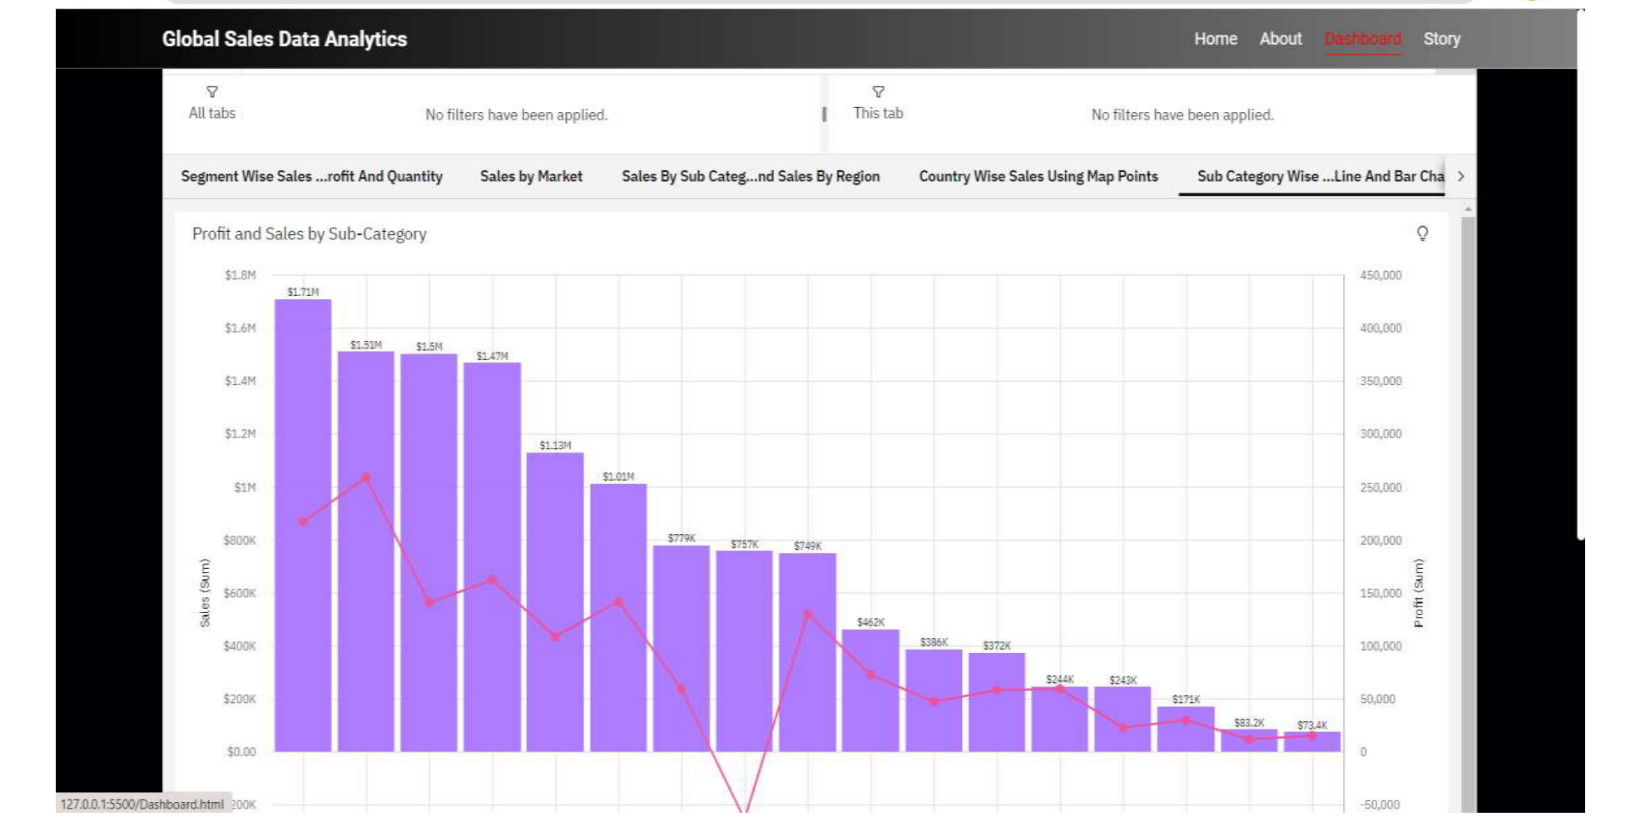 Global Sales Data Analytics
Home About Dashboard Story
All tabs
No filters have been applied.
This tab
No filters have been applied.
Segment Wise Sales ...rofit And Quantity
Sales by Market
Sales By Sub Categ...nd Sales By Region
Country Wise Sales Using Map Points
Sub Category Wise ...Line And Bar Cha
Profit and Sales by Sub-Category
$1.8M
$1.6M
$1.4M
$1.2M
$1M
$800K
$600K
$400K
$200K
$0.00
200K
Sales (Sum)
$1.71M
$1.51M
$1.5M
$1.47M
$1.13M
$1.01M
$779K
$757K
$749K
$462K
$386K
$372K
$244K
$243K
$171K
$83.2K
$73.4K
450,000
400,000
350,000
300,000
250,000
200,000
150,000
100,000
50,000
0
-50,000
Profit (Sum)
127.0.0.1:5500/Dashboard.html